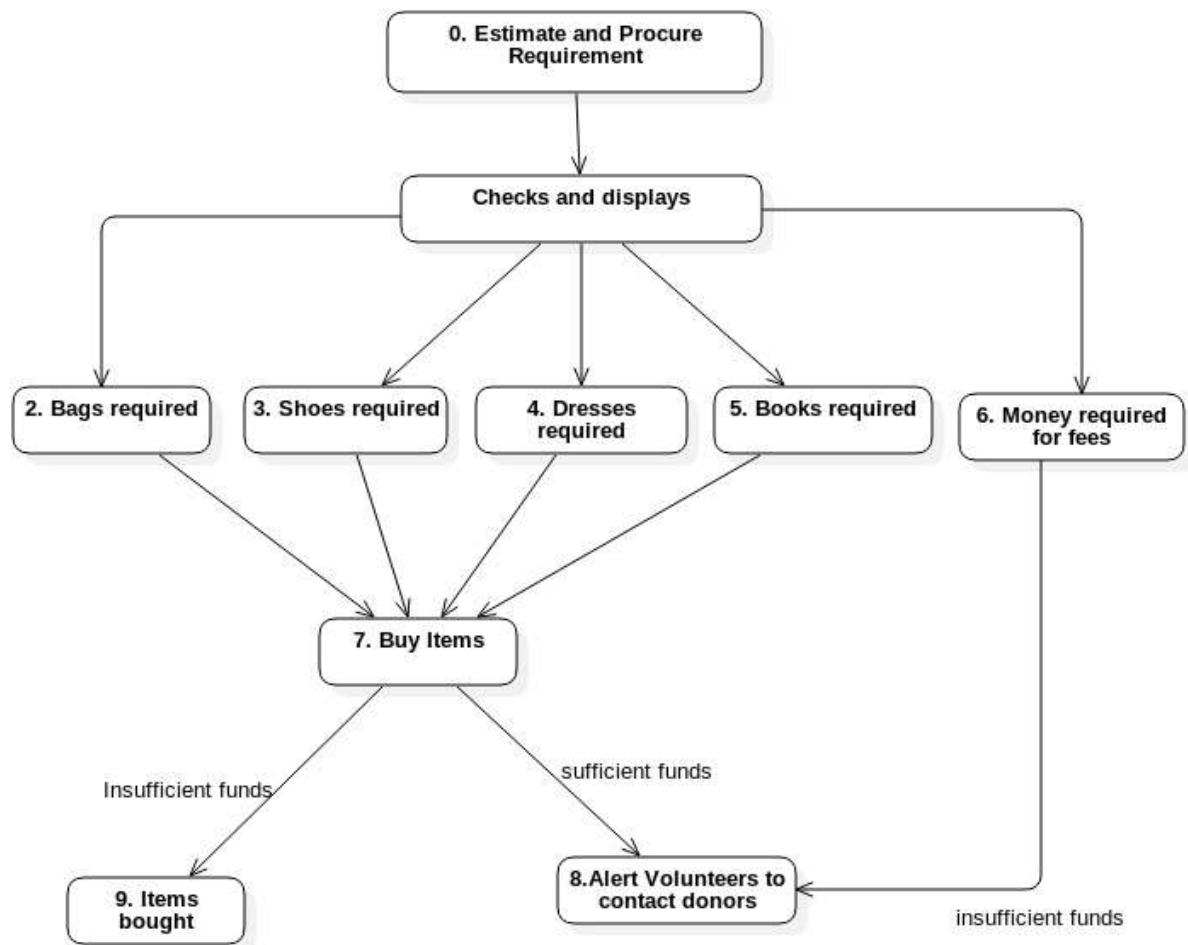 0. Estimate and Procure
Requirement
Checks and displays
2. Bags required
3. Shoes required
4. Dresses
required
5. Books required
6. Money required
for fees
7. Buy Items
Insufficient funds
sufficient funds
9. Items
bought
8.Alert Volunteers to
contact donors
insufficient funds